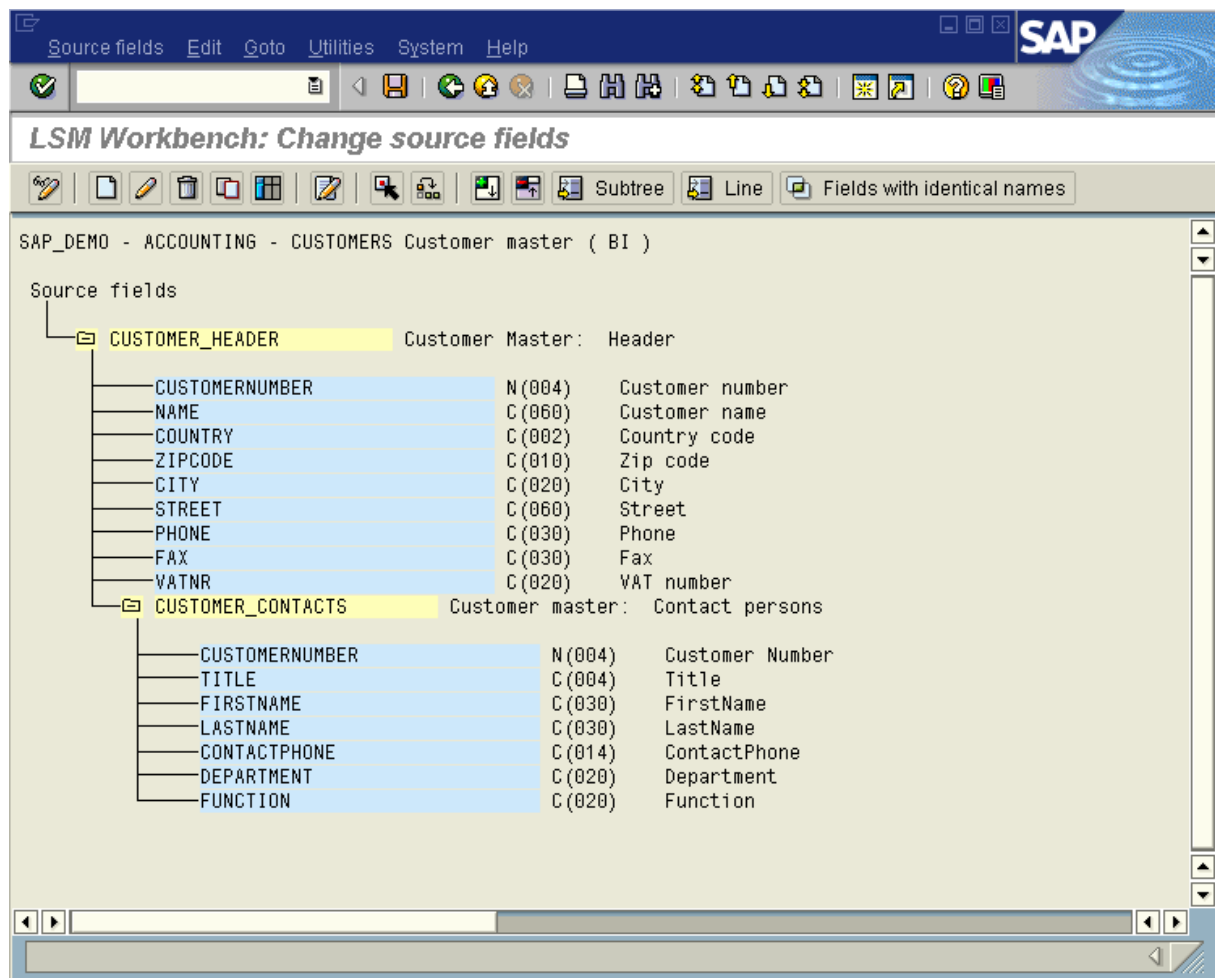 Source fields Edit Goto Utilities System Help
SAP
LSM Workbench: Change source fields
Subtree Line Fields with identical names
SAP_DEMO - ACCOUNTING - CUSTOMERS Customer master ( BI )
Source fields
CUSTOMER_HEADER Customer Master: Header
CUSTOMERNUMBER N(004) Customer number
NAME C(060) Customer name
COUNTRY C(002) Country code
ZIPCODE C(010) Zip code
CITY C(020) City
STREET C(060) Street
PHONE C(030) Phone
FAX C(030) Fax
VATNR C(020) VAT number
CUSTOMER_CONTACTS Customer master: Contact persons
CUSTOMERNUMBER N(004) Customer Number
TITLE C(004) Title
FIRSTNAME C(030) FirstName
LASTNAME C(030) LastName
CONTACTPHONE C(014) ContactPhone
DEPARTMENT C(020) Department
FUNCTION C(020) Function